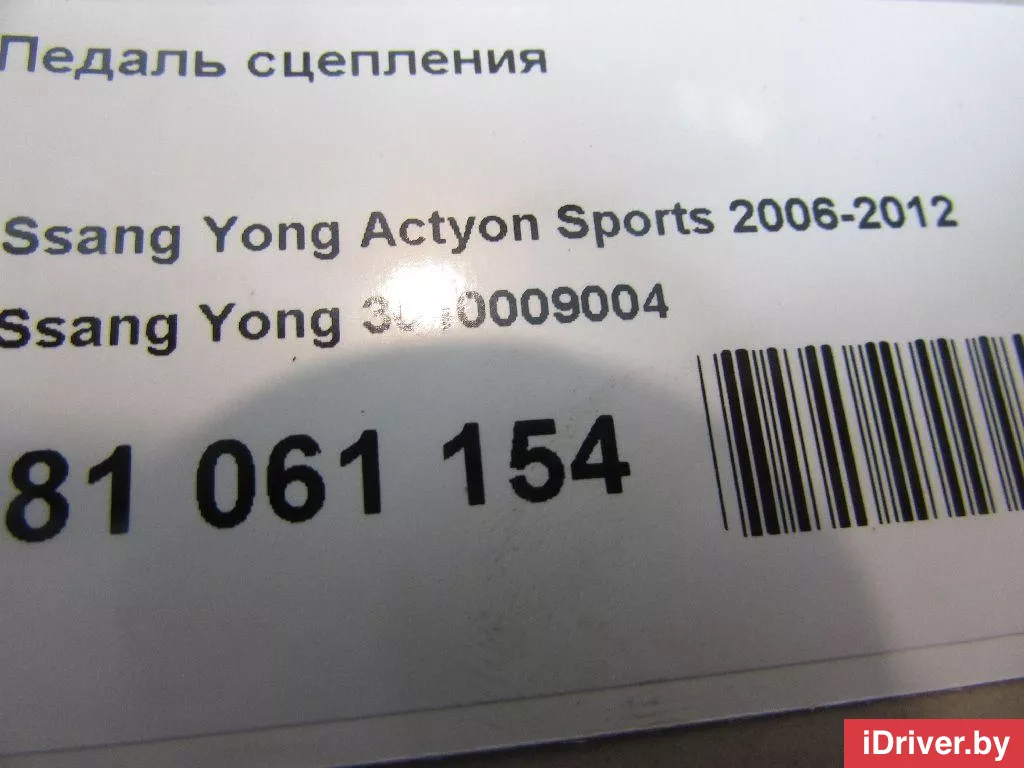 Педаль сцепления
Ssang Yong Actyon Sports 2006-2012
Ssang Yong
81 061 154
iDriver.by